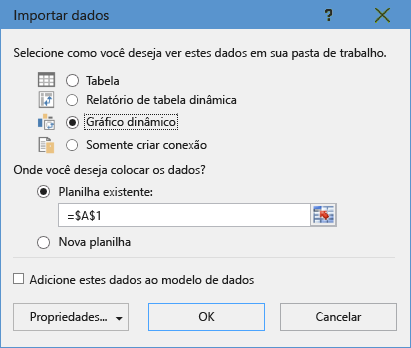 Importar dados
?
Selecione como você deseja ver estes dados em sua pasta de trabalho.
Tabela
Relatório de tabela dinâmica
Gráfico dinâmico
Somente criar conexão
Onde você deseja colocar os dados?
Planilha existente:
=$A$1
Nova planilha
Adicione estes dados ao modelo de dados
Propriedades...
OK
Cancelar